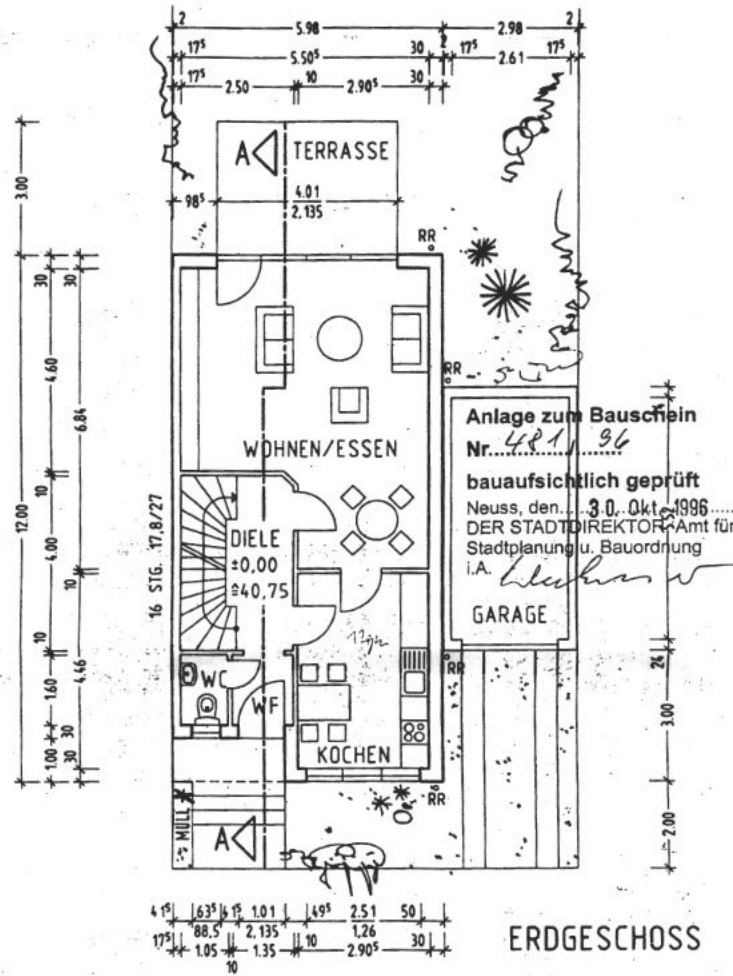 2 5.98 2.98 2
17⁵ 5.50⁵ 30 2.61 17⁵
17⁵
17⁵ 2.50 10 2.90⁵ 30
A TERRASSE
3.00
98⁵ 4.01
2,135
RR
30 30
4.60
6.84
RR
Anlage zum Bauschein
Nr. 481, 96
WOHNEN/ESSEN
bauaufsichtlich geprüft
Neuss, den 30. Okt. 1996
DER STADTDIREKTOR Amt für
Stadtplanung u. Bauordnung
i.A.
12.00
10
4.00
16 STG. 17,8/27
DIELE
±0,00
≙40,75
10
GARAGE
10
4.46
1.60
WC
WF
RR
24
3.00
30
30
1.00
KOCHEN
RR
MÜLL
A
2.00
41⁵ 63⁵ 41⁵ 1.01 49⁵ 2.51 50
88,5 2,135 1,26
17⁵ 1.05 1.35 10 2.90⁵ 30
10
ERDGESCHOSS